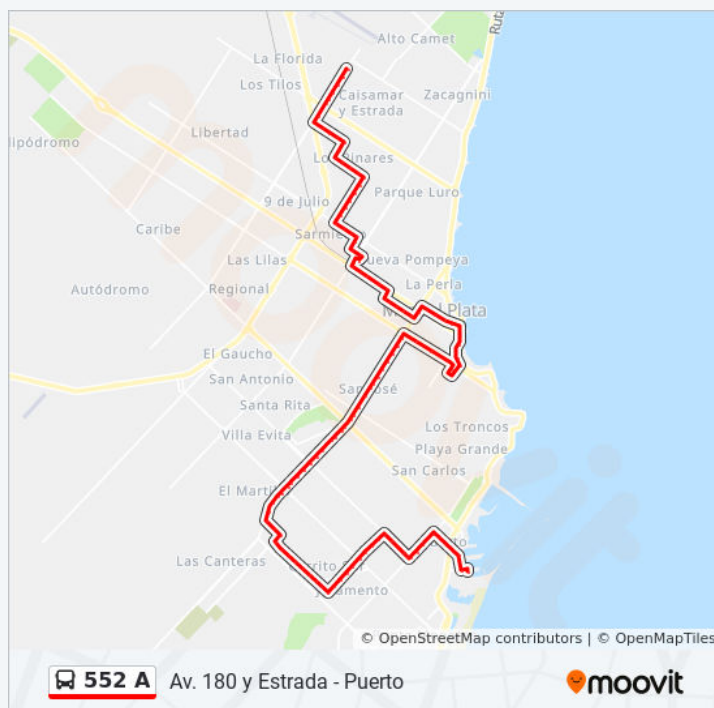 Alto Camet
Ruta
La Florida
Los Tilos
Caisamar
y Estrada
Zacagnini
Libertad
lipódromo
Los Pinares
Parque Luro
9 de Julio
Caribe
Sarmiento
Las Lilas
Nueva Pompeya
La Perla
Autódromo
Regional
Mar del Plata
El Gaucho
San Antonio
San José
Santa Rita
Los Troncos
Villa Evita
Playa Grande
San Carlos
El Martillo
Las Canteras
© OpenStreetMap contributors | © OpenMapTiles
552 A
Av. 180 y Estrada - Puerto
moovit